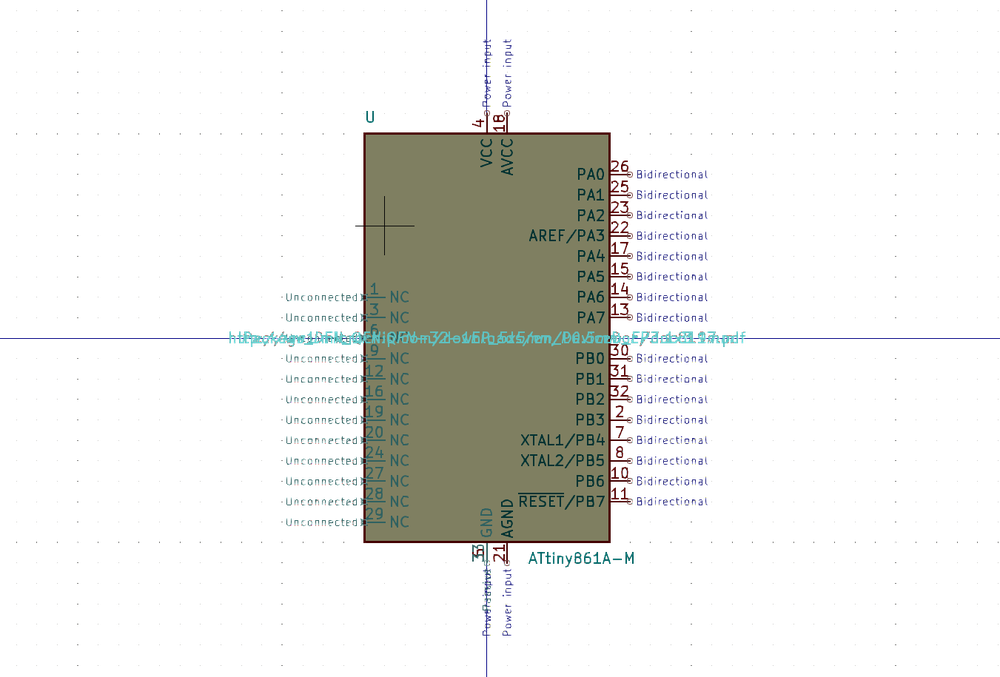 Power input
Power input
U
4
18
VCC
AVCC
PA0 26 Bidirectional
PA1 25 Bidirectional
PA2 23 Bidirectional
AREF/PA3 22 Bidirectional
PA4 17 Bidirectional
PA5 15 Bidirectional
Unconnected 1 NC PA6 14 Bidirectional
Unconnected 3 NC PA7 13 Bidirectional
Unconnected 9 NC PB0 30 Bidirectional
Unconnected 12 NC PB1 31 Bidirectional
Unconnected 16 NC PB2 32 Bidirectional
Unconnected 19 NC PB3 2 Bidirectional
Unconnected 20 NC XTAL1/PB4 7 Bidirectional
Unconnected 24 NC XTAL2/PB5 8 Bidirectional
Unconnected 27 NC PB6 10 Bidirectional
Unconnected 28 NC RESET/PB7 11 Bidirectional
Unconnected 29 NC
GND
AGND
21
ATtiny861A-M
Power input